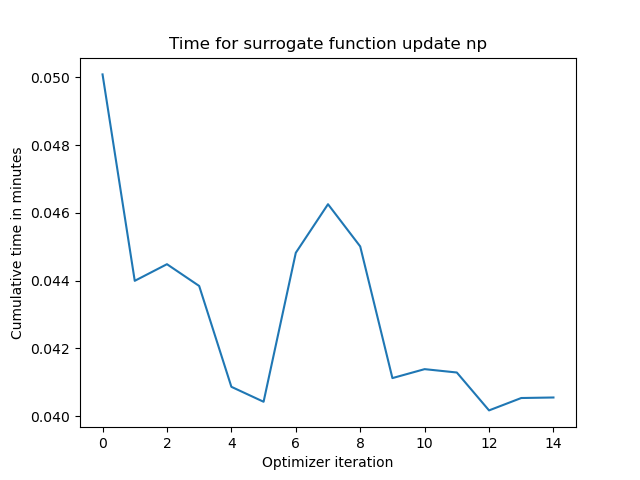 Time for surrogate function update np
Cumulative time in minutes
0.050
0.048
0.046
0.044
0.042
0.040
0 2 4 6 8 10 12 14
Optimizer iteration